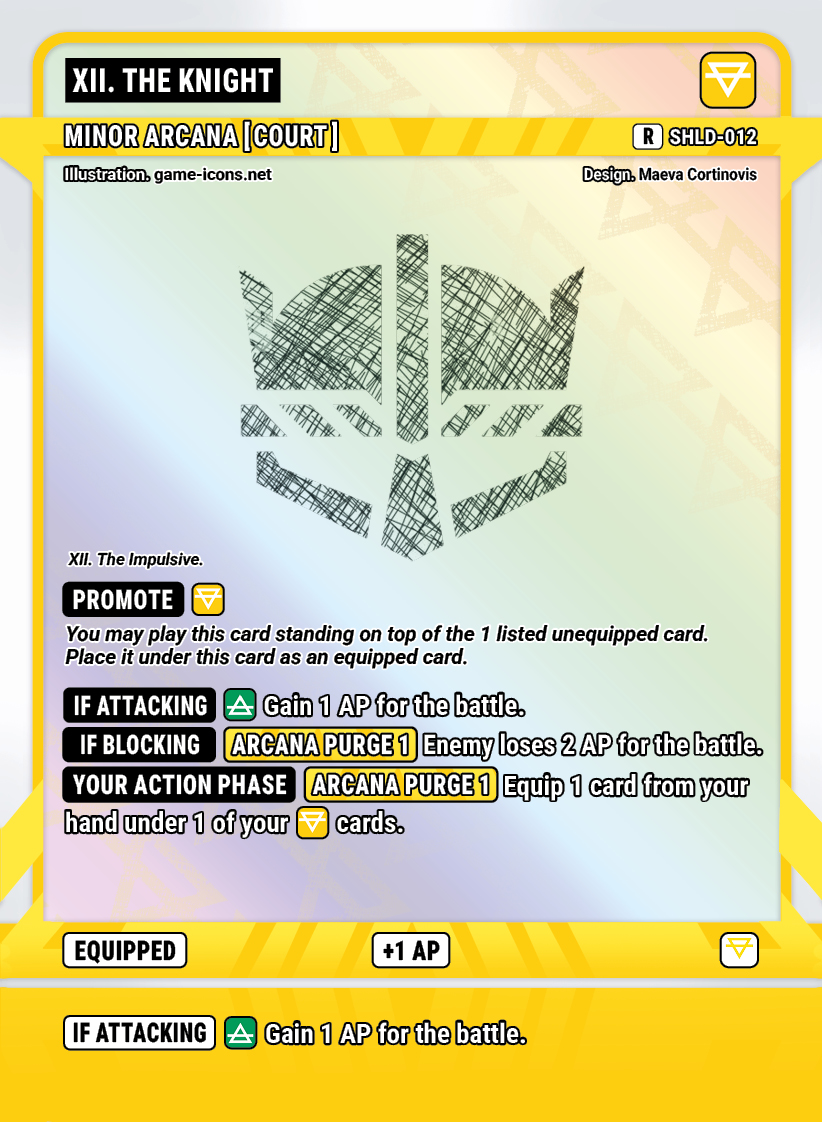 XII. THE KNIGHT
MINOR ARCANA [COURT]
R SHLD-012
Illustration. game-icons.net
Design. Maeva Cortinovis
XII. The Impulsive.
PROMOTE
You may play this card standing on top of the 1 listed unequipped card.
Place it under this card as an equipped card.
IF ATTACKING Gain 1 AP for the battle.
IF BLOCKING ARCANA PURGE 1 Enemy loses 2 AP for the battle.
YOUR ACTION PHASE ARCANA PURGE 1 Equip 1 card from your
hand under 1 of your cards.
EQUIPPED +1 AP
IF ATTACKING Gain 1 AP for the battle.